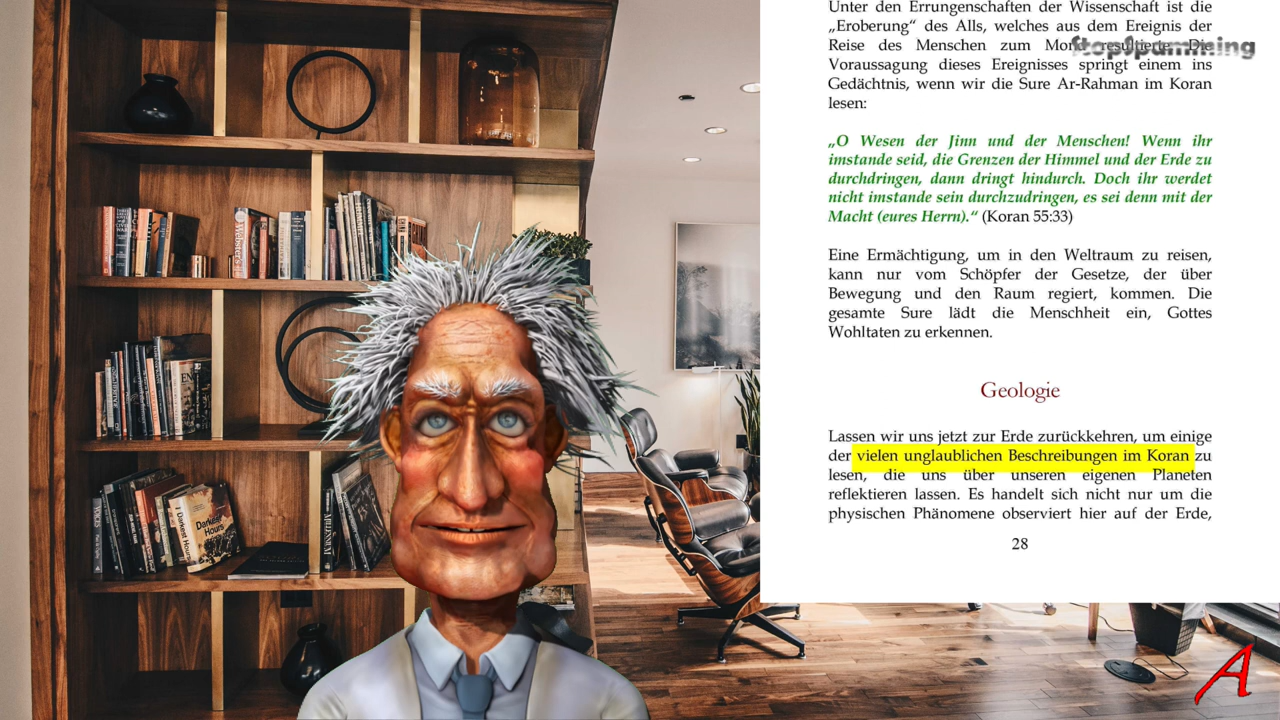 Unter den Errungenschaften der Wissenschaft ist die
„Eroberung“ des Alls, welches aus dem Ereignis der
Reise des Menschen zum Mond resultierte. Die
StopSpamming
Voraussagung dieses Ereignisses springt einem ins
Gedächtnis, wenn wir die Sure Ar-Rahman im Koran
lesen:
„O Wesen der Jinn und der Menschen! Wenn ihr
imstande seid, die Grenzen der Himmel und der Erde zu
durchdringen, dann dringt hindurch. Doch ihr werdet
nicht imstande sein durchzudringen, es sei denn mit der
Macht (eures Herrn).“ (Koran 55:33)
Eine Ermächtigung, um in den Weltraum zu reisen,
kann nur vom Schöpfer der Gesetze, der über
Bewegung und den Raum regiert, kommen. Die
gesamte Sure lädt die Menschheit ein, Gottes
Wohltaten zu erkennen.
Geologie
Lassen wir uns jetzt zur Erde zurückkehren, um einige
der vielen unglaublichen Beschreibungen im Koran zu
lesen, die uns über unseren eigenen Planeten
reflektieren lassen. Es handelt sich nicht nur um die
physischen Phänomene observiert hier auf der Erde,
28
Darkest
Hours
A